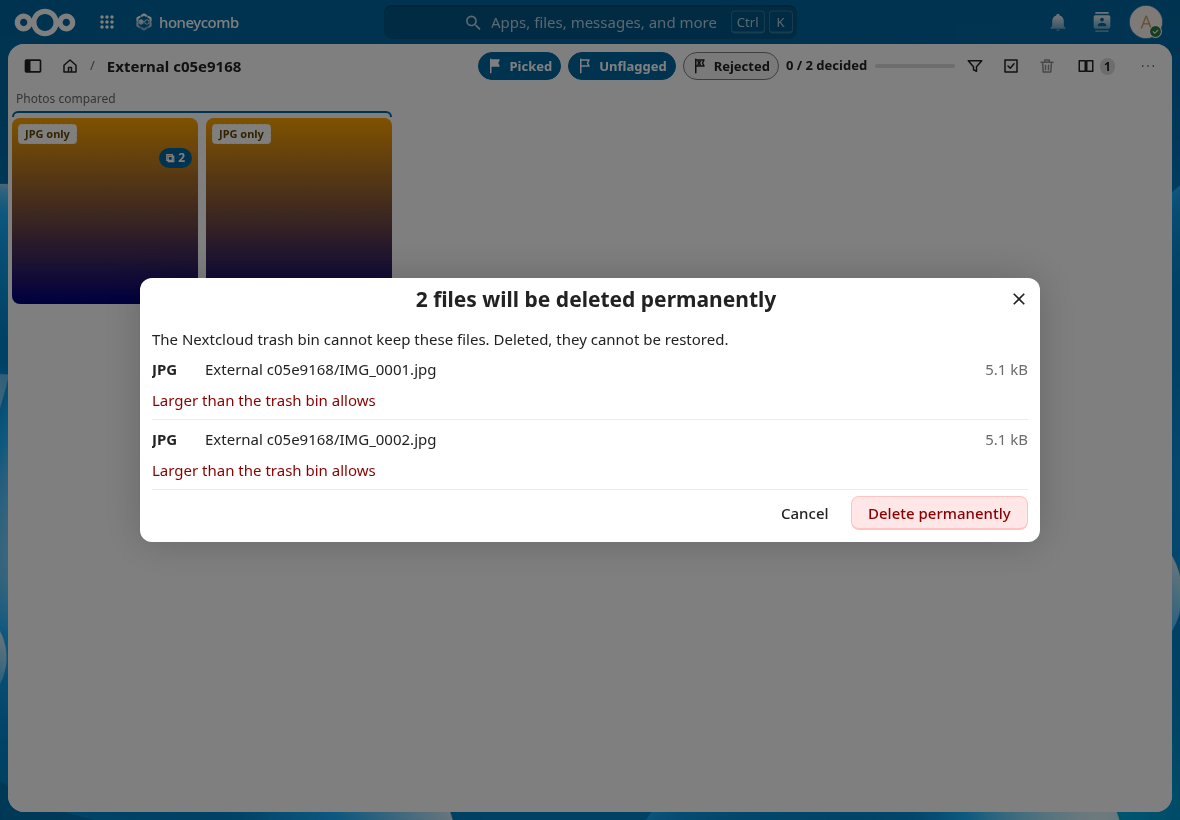 honeycomb
Apps, files, messages, and more Ctrl K
A
/ External c05e9168
Picked Unflagged Rejected 0 / 2 decided 1
Photos compared
JPG only JPG only
2
2 files will be deleted permanently
The Nextcloud trash bin cannot keep these files. Deleted, they cannot be restored.
JPG External c05e9168/IMG_0001.jpg 5.1 kB
Larger than the trash bin allows
JPG External c05e9168/IMG_0002.jpg 5.1 kB
Larger than the trash bin allows
Cancel Delete permanently